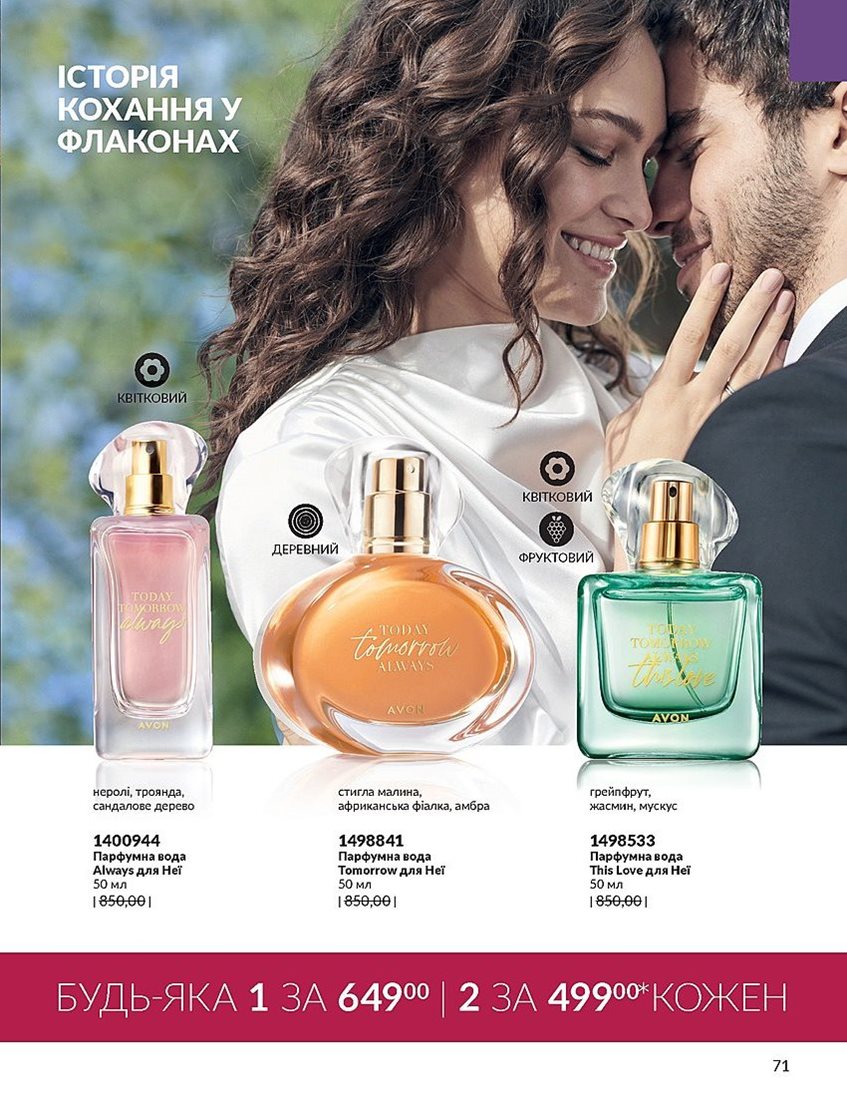 ІСТОРІЯ
КОХАННЯ У
ФЛАКОНАХ
КВІТКОВИЙ
ДЕРЕВНИЙ
КВІТКОВИЙ
ФРУКТОВИЙ
TODAY
TOMORROW
always
AVON
TODAY
tomorrow
ALWAYS
AVON
TODAY
TOMORROW
ALWAYS
this love
AVON
неролі, троянда,
сандалове дерево
1400944
Парфумна вода
Always для Неї
50 мл
| 850,00 |
стигла малина,
африканська фіалка, амбра
1498841
Парфумна вода
Tomorrow для Неї
50 мл
| 850,00 |
грейпфрут,
жасмин, мускус
1498533
Парфумна вода
This Love для Неї
50 мл
| 850,00 |
БУДЬ-ЯКА 1 ЗА 649⁰⁰ | 2 ЗА 499⁰⁰* КОЖЕН
71